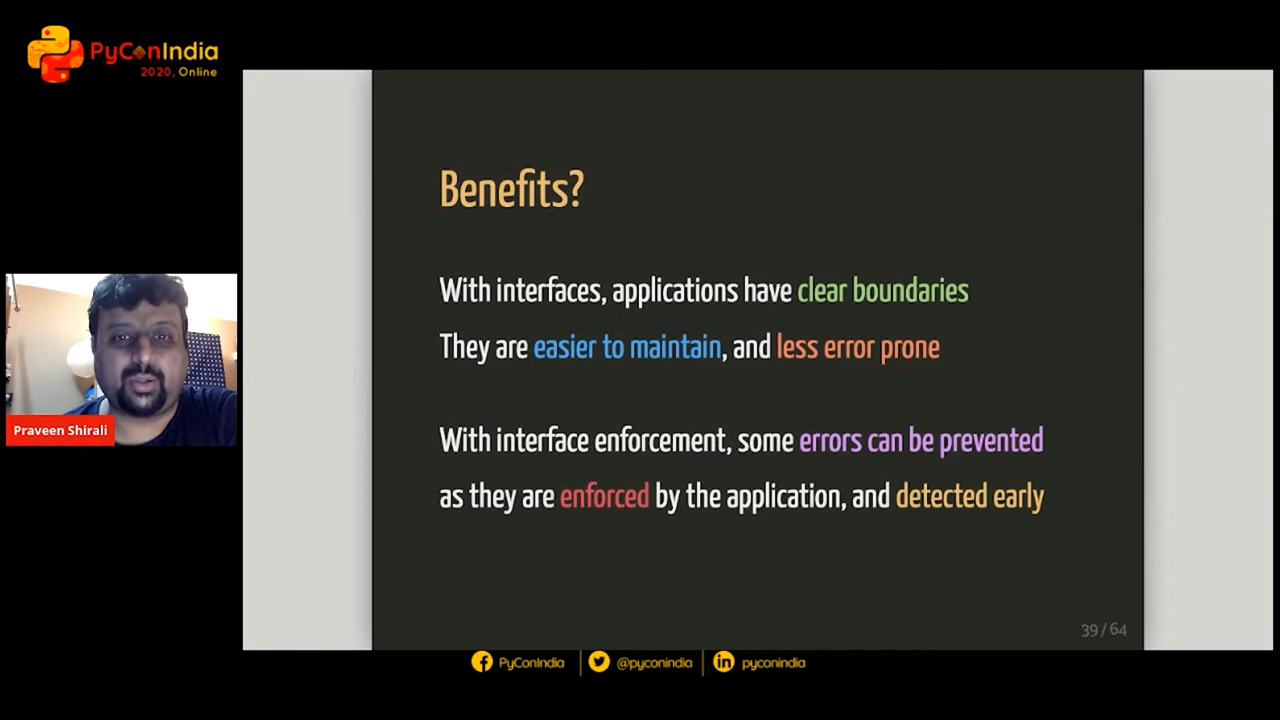 PyConIndia
2020, Online
Benefits?
With interfaces, applications have clear boundaries
They are easier to maintain, and less error prone
With interface enforcement, some errors can be prevented
as they are enforced by the application, and detected early
Praveen Shirali
39 / 64
PyConIndia
@pyconindia
pyconindia